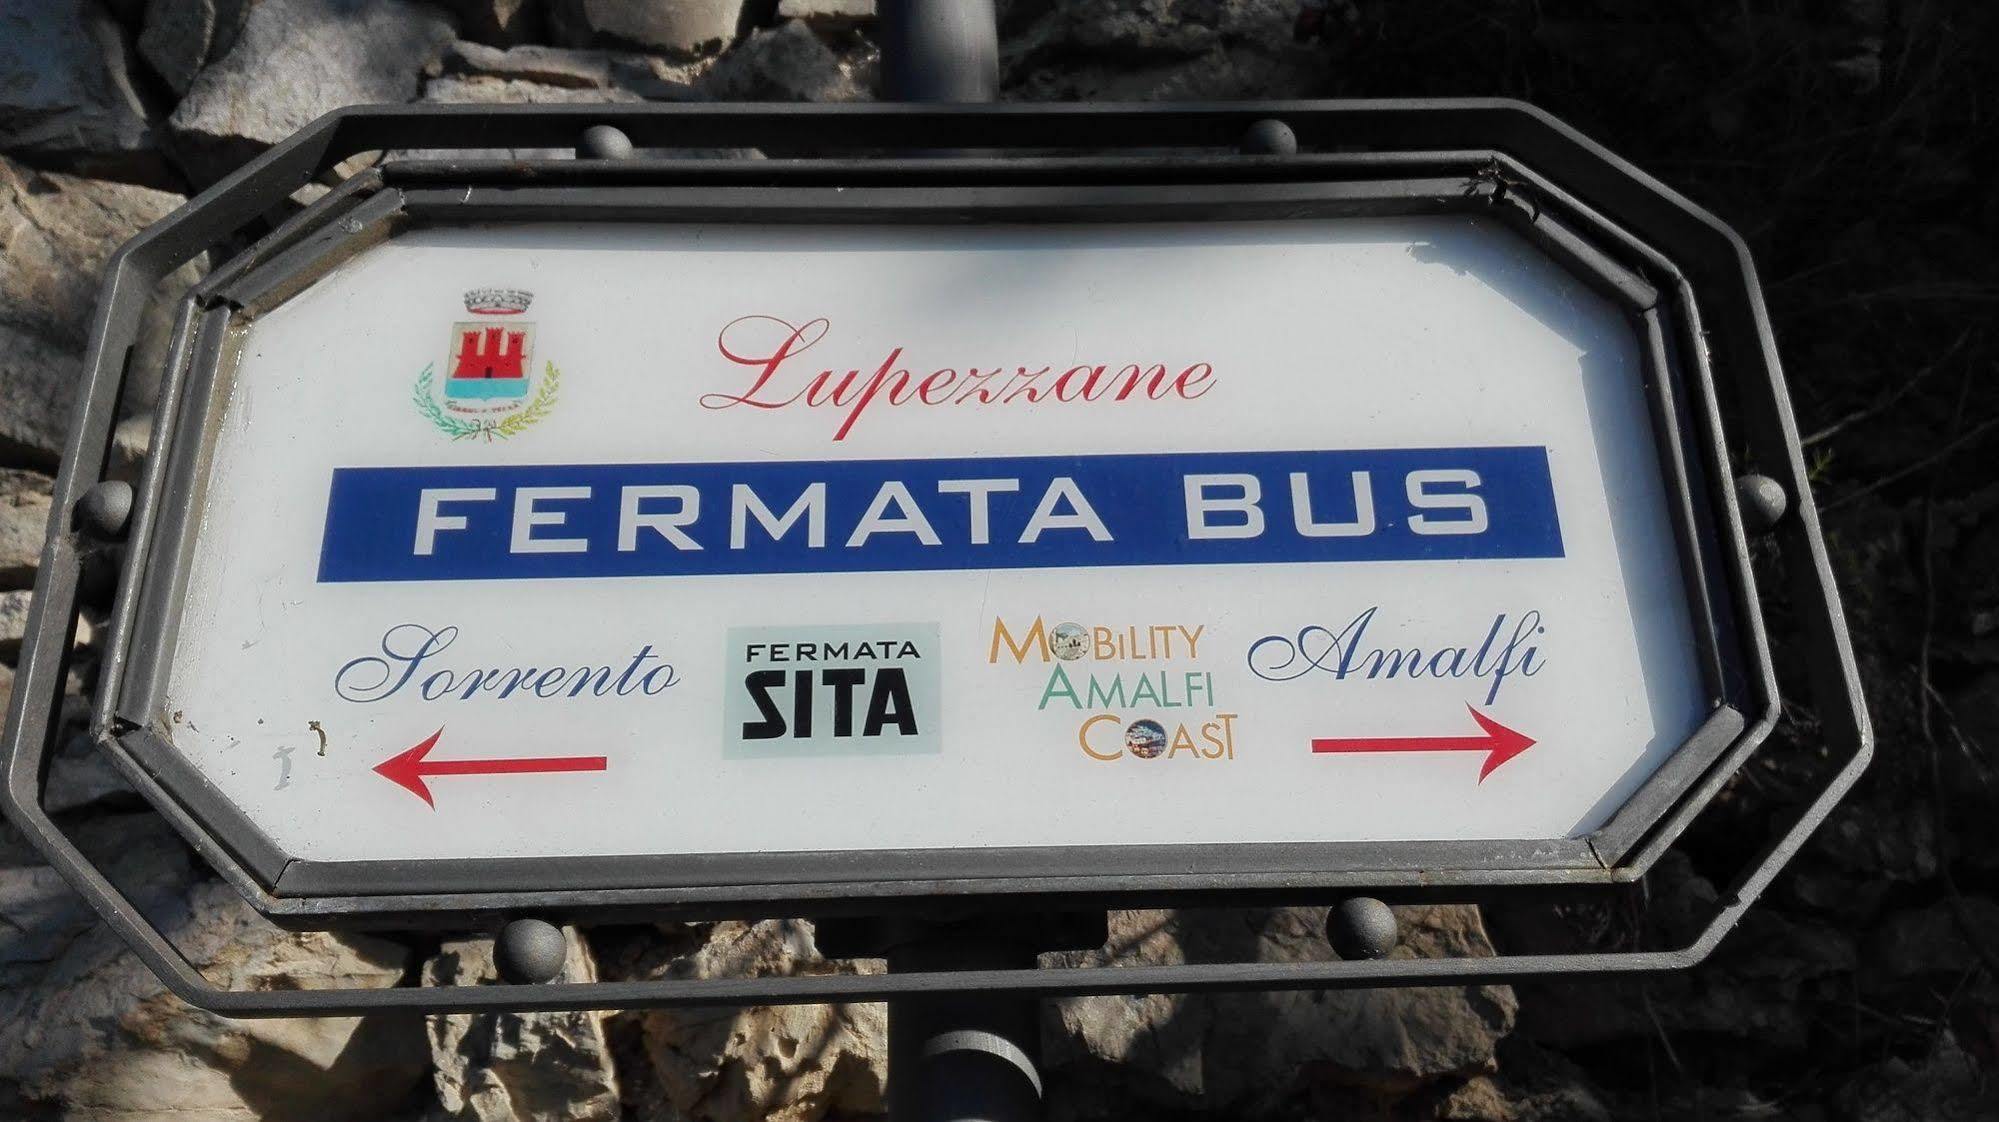 Lupezzane
FERMATA BUS
Sorrento
FERMATA
SITA
MOBILITY
AMALFI
COAST
Amalfi